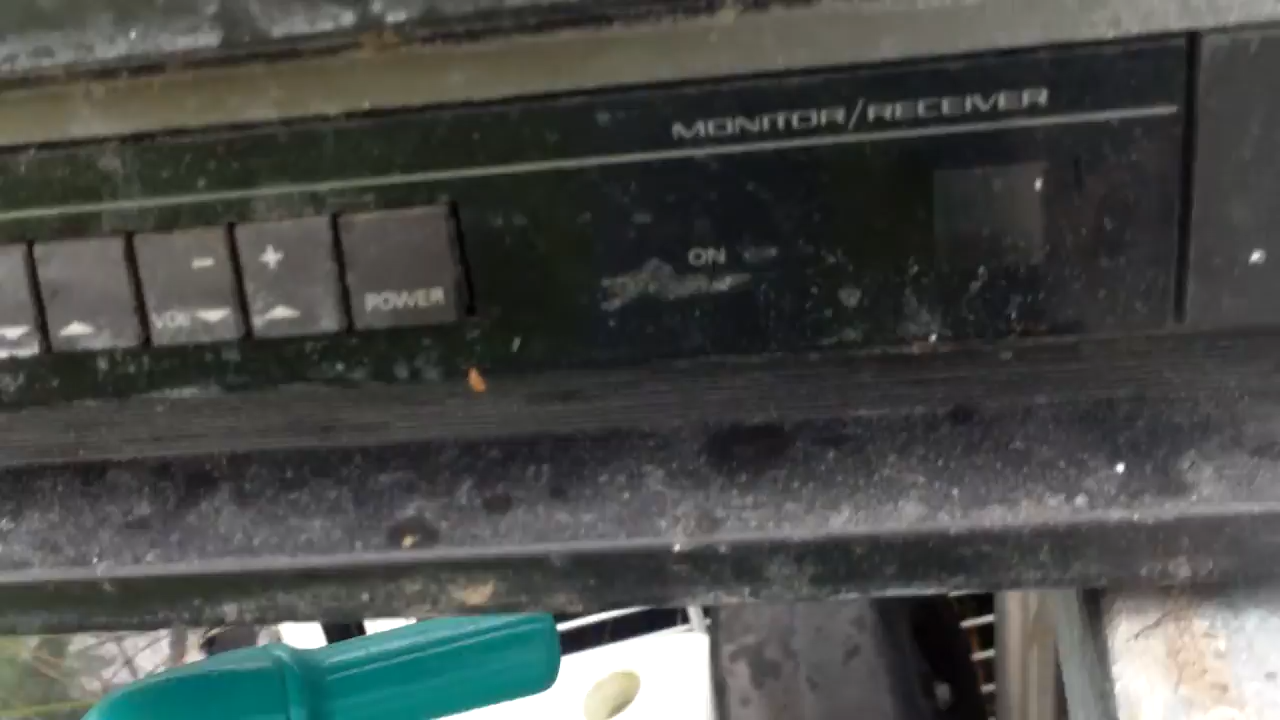 MONITOR/RECEIVER
ON
− +
VOL
POWER